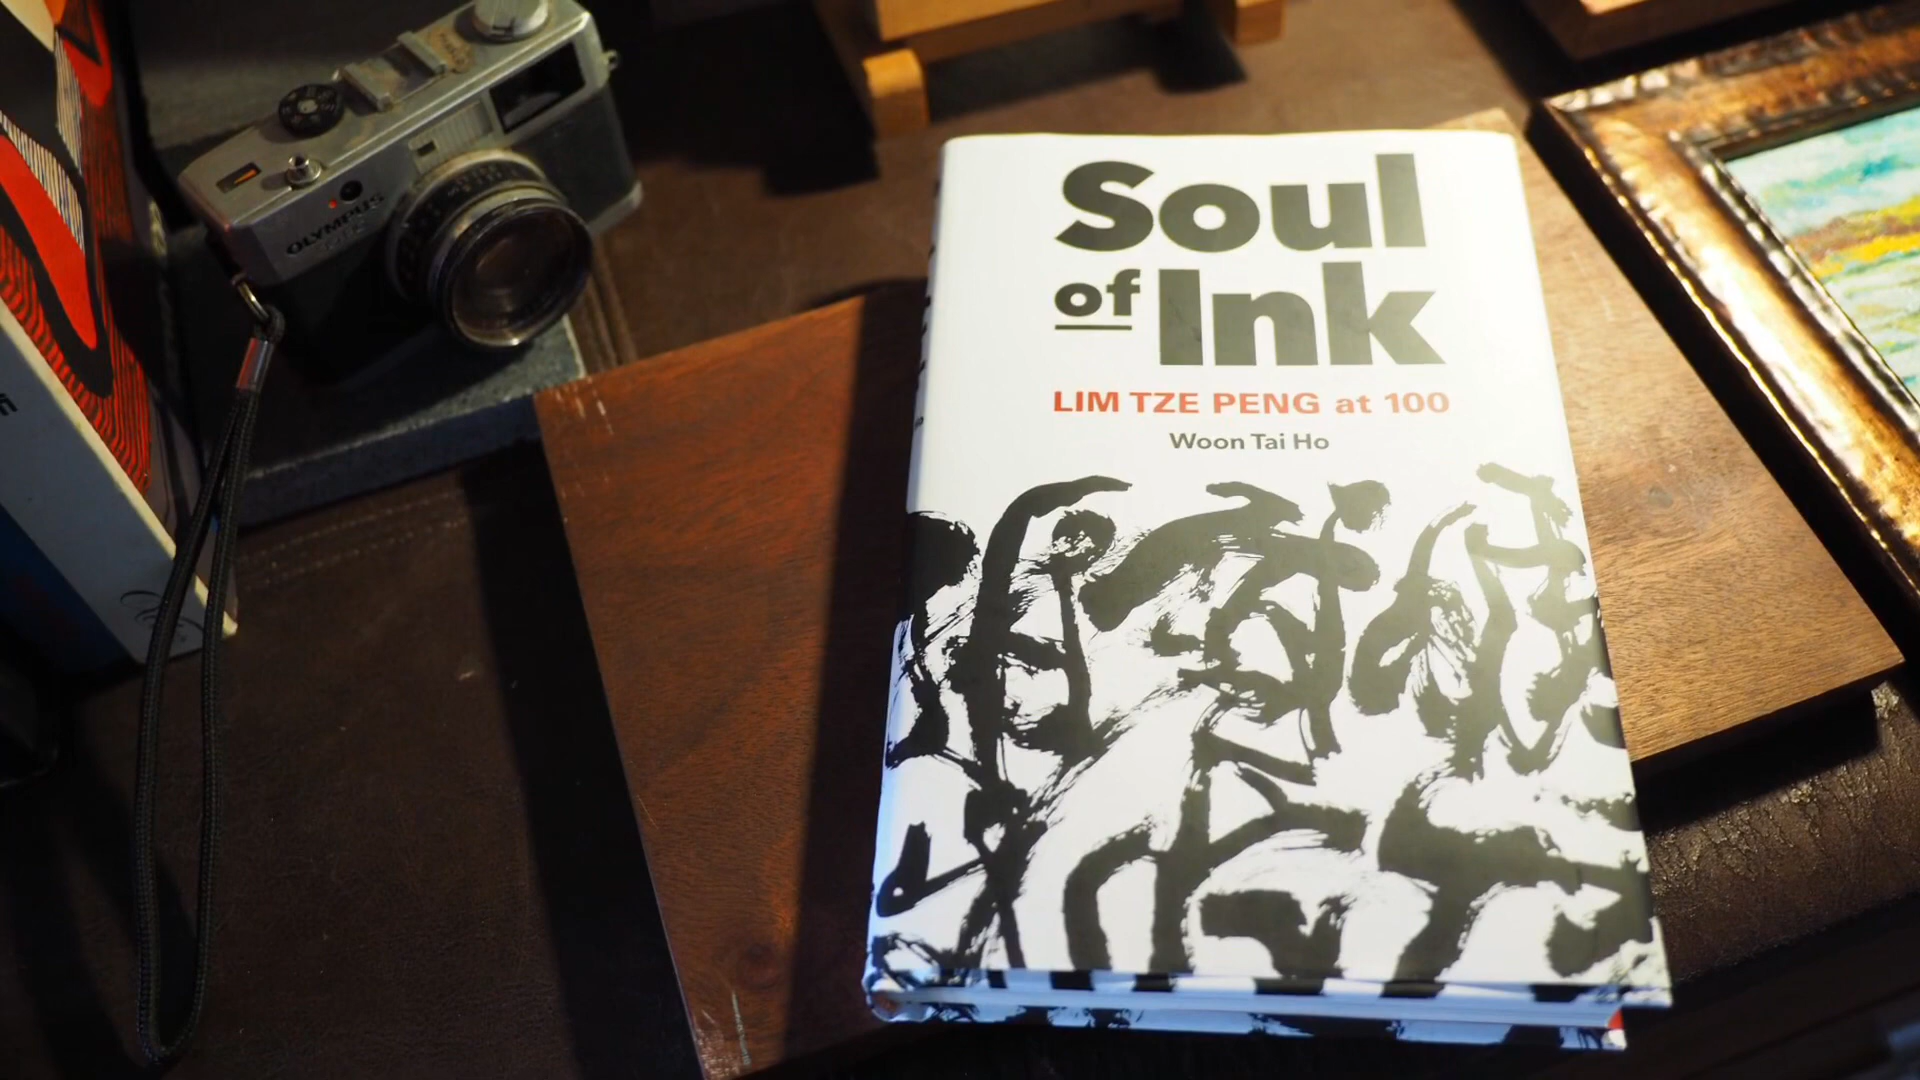 OLYMPUS
Soul
of Ink
LIM TZE PENG at 100
Woon Tai Ho